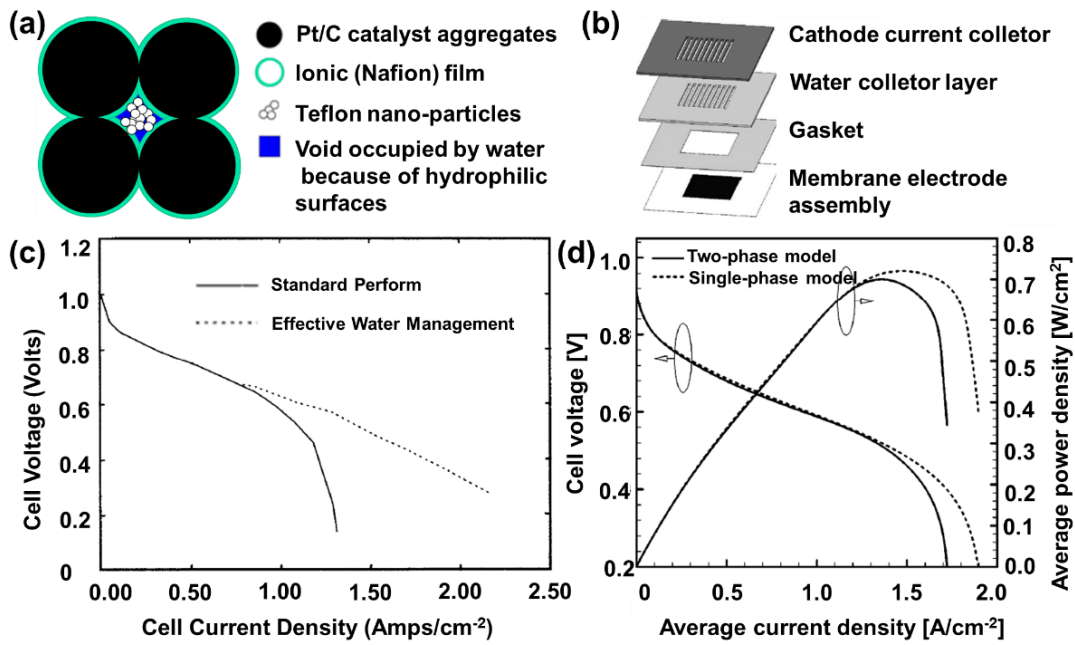 (a)
Pt/C catalyst aggregates
Ionic (Nafion) film
Teflon nano-particles
Void occupied by water
because of hydrophilic
surfaces
(b)
Cathode current colletor
Water colletor layer
Gasket
Membrane electrode
assembly
(c)
1.2
1.0
0.8
0.6
0.4
0.2
0
Cell Voltage (Volts)
Standard Perform
Effective Water Management
0.00 0.50 1.00 1.50 2.00 2.50
Cell Current Density (Amps/cm⁻²)
(d)
1.0
0.8
0.6
0.4
0.2
Cell voltage [V]
Two-phase model
Single-phase model
0.8
0.7
0.6
0.5
0.4
0.3
0.2
0.1
0.0
Average power density [W/cm²]
0 0.5 1.0 1.5 2.0
Average current density [A/cm⁻²]